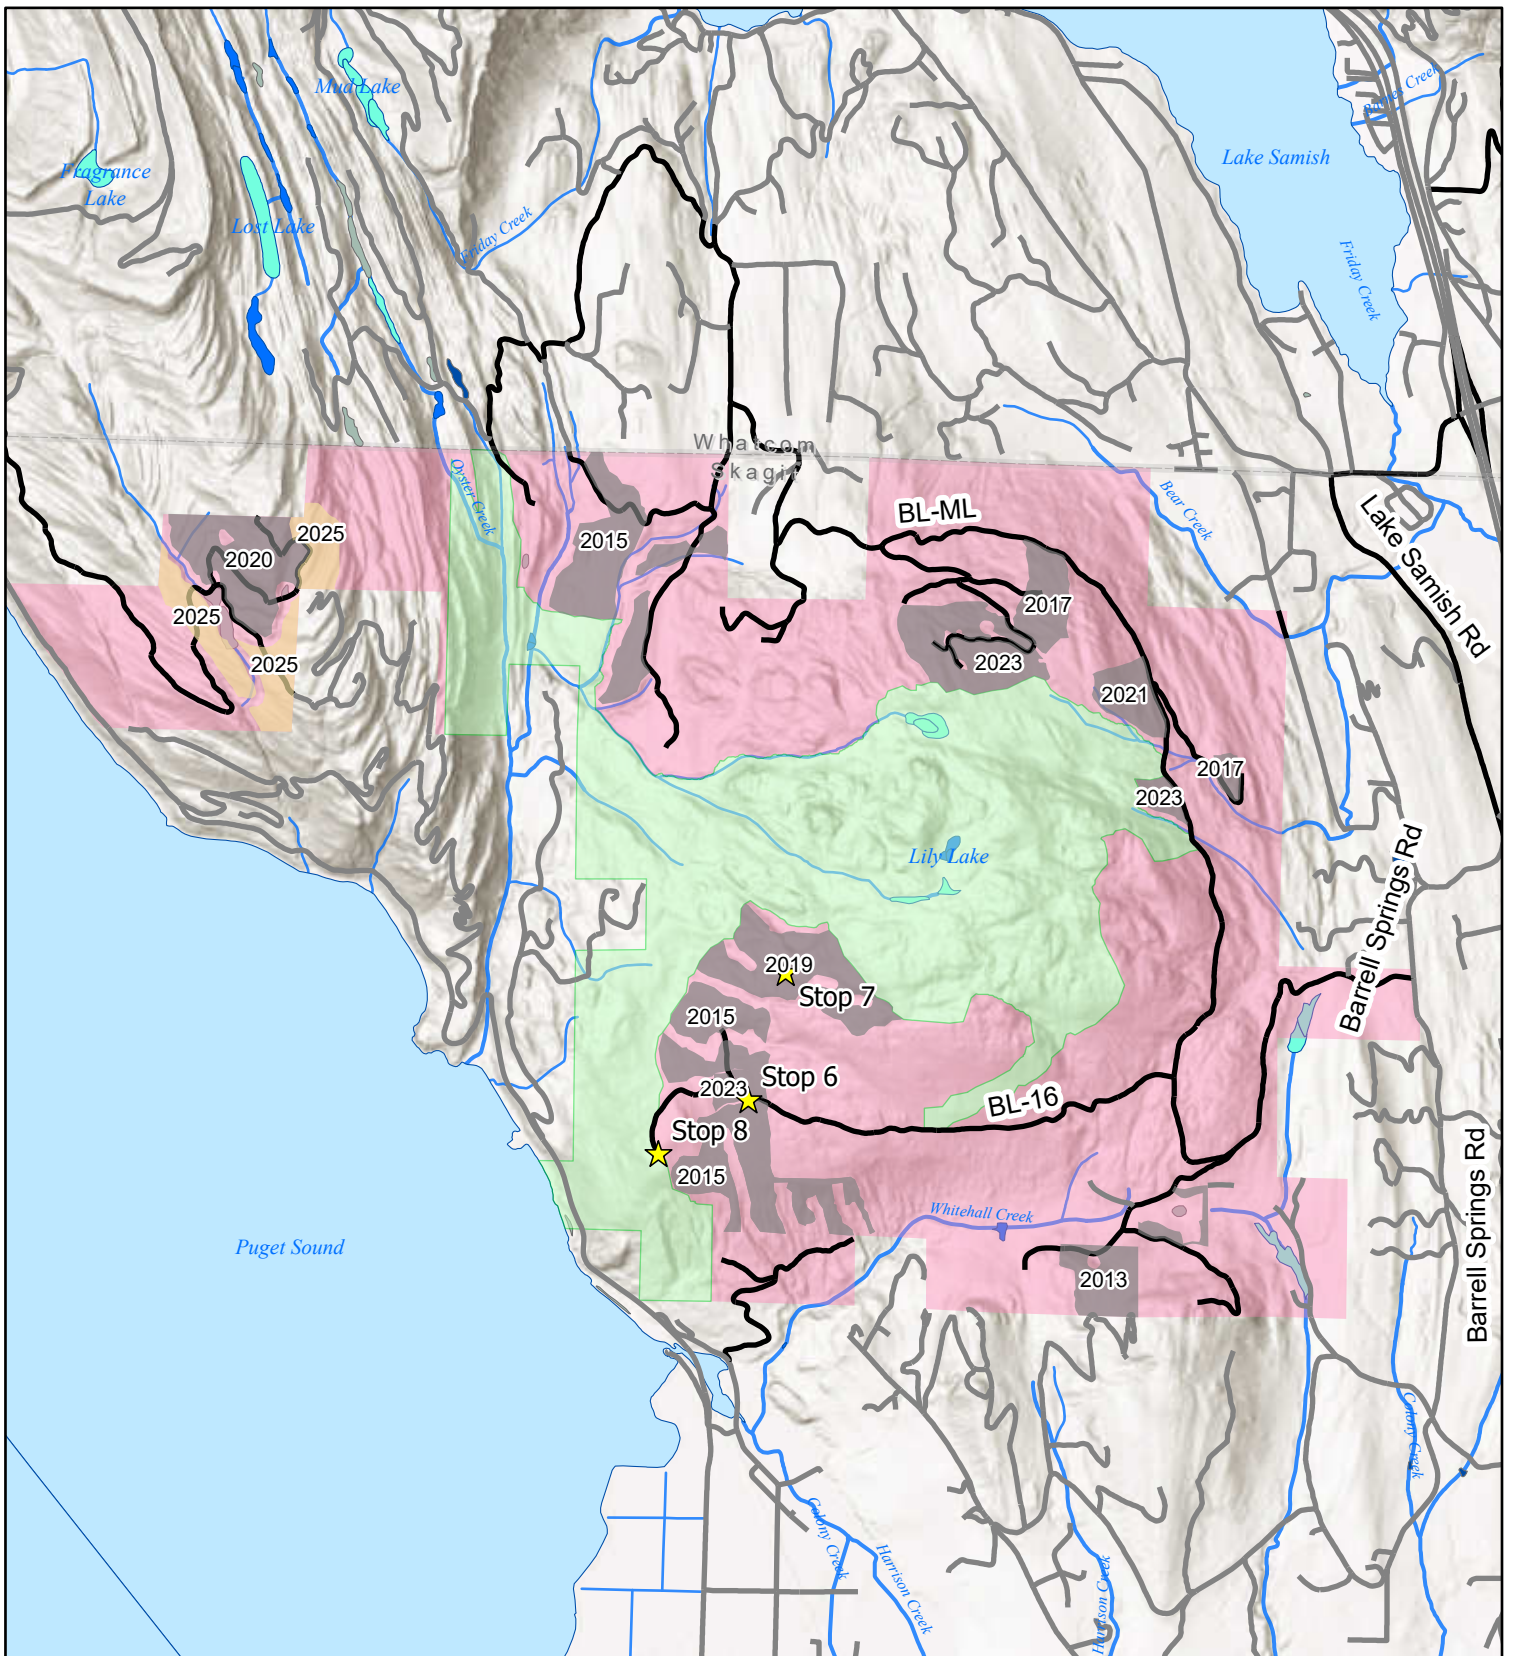 Mud Lake
Barnes Creek
Lake Samish
Fragrance
Lake
Lost Lake
Friday Creek
Friday Creek
Whatcom
Skagit
Oyster Creek
Bear Creek
BL-ML
Lake Samish Rd
2025
2020
2015
2025
2017
2025
2023
2021
2017
2023
Lily Lake
Barrell Springs Rd
2019
Stop 7
2015
Stop 6
2023
BL-16
Stop 8
2015
Whitehall Creek
Barrell Springs Rd
Puget Sound
2013
Colony Creek
Colony Creek
Harrison Creek
Harrison Creek